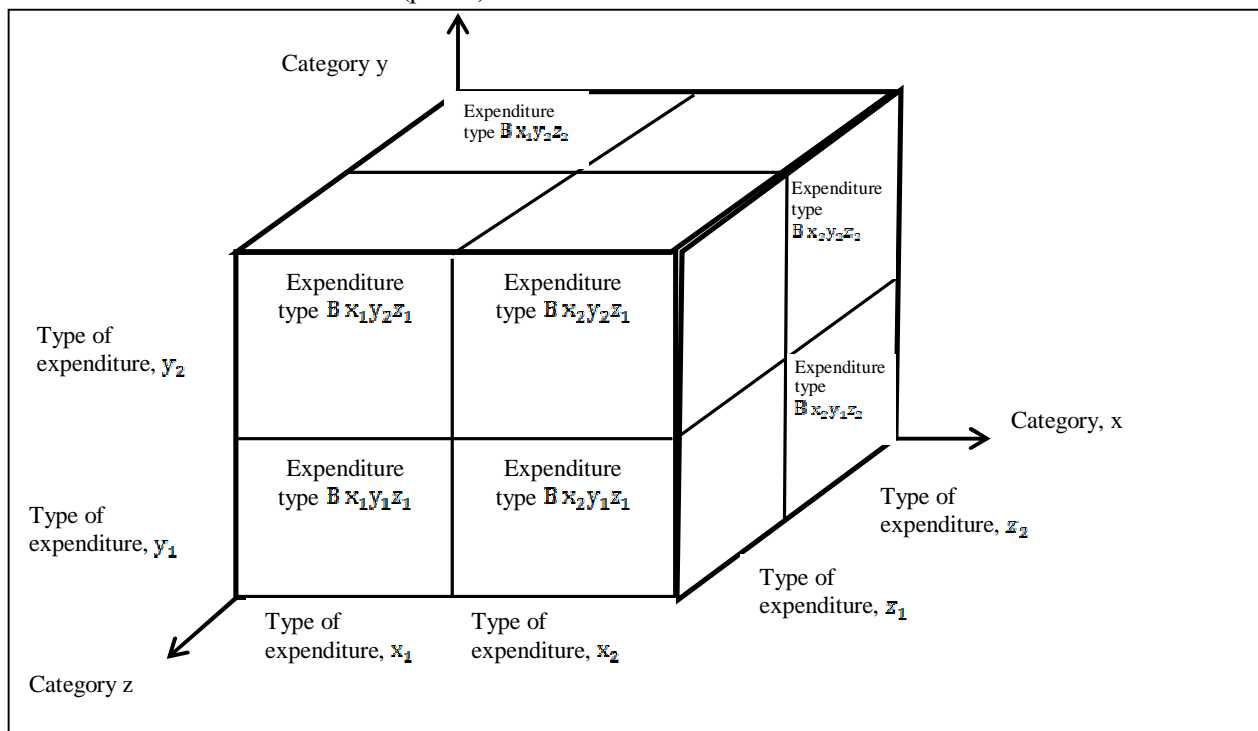 Category y
Expenditure
type B x₁y₂z₂
Expenditure
type
B x₂y₂z₂
Expenditure
type B x₁y₂z₁
Expenditure
type B x₂y₂z₁
Type of
expenditure, y₂
Expenditure
type
B x₂y₁z₂
Category, x
Expenditure
type B x₁y₁z₁
Expenditure
type B x₂y₁z₁
Type of
expenditure, y₁
Type of
expenditure, z₂
Type of
expenditure, z₁
Type of
expenditure, x₁
Type of
expenditure, x₂
Category z